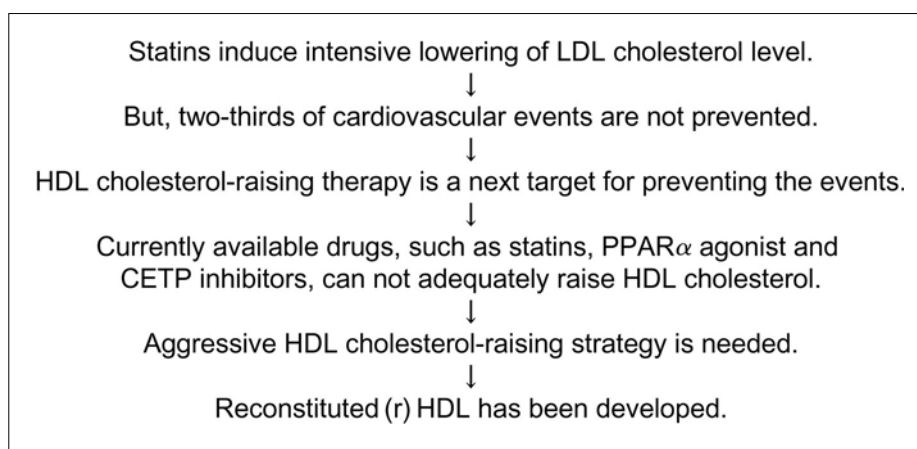 Statins induce intensive lowering of LDL cholesterol level.
↓
But, two-thirds of cardiovascular events are not prevented.
↓
HDL cholesterol-raising therapy is a next target for preventing the events.
↓
Currently available drugs, such as statins, PPARα agonist and
CETP inhibitors, can not adequately raise HDL cholesterol.
↓
Aggressive HDL cholesterol-raising strategy is needed.
↓
Reconstituted (r) HDL has been developed.